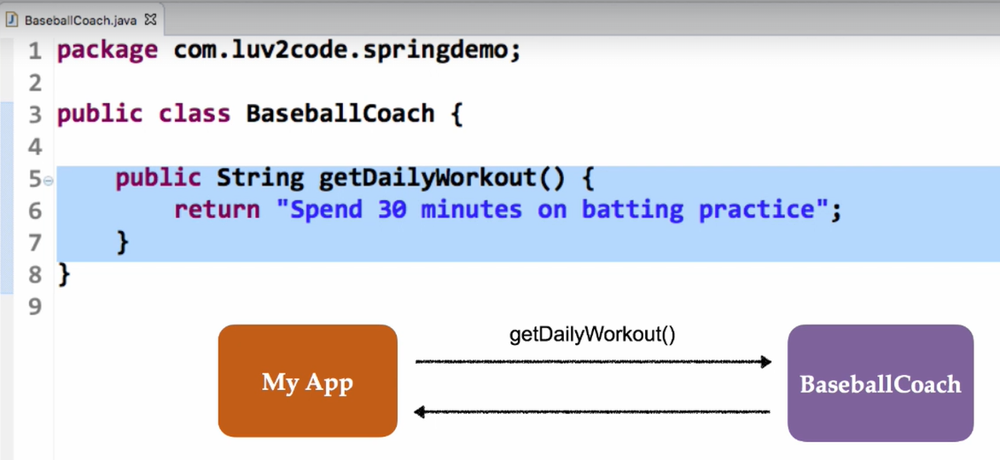 BaseballCoach.java
1 package com.luv2code.springdemo;
2
3 public class BaseballCoach {
4
5 public String getDailyWorkout() {
6 return "Spend 30 minutes on batting practice";
7 }
8 }
9
getDailyWorkout()
My App
BaseballCoach